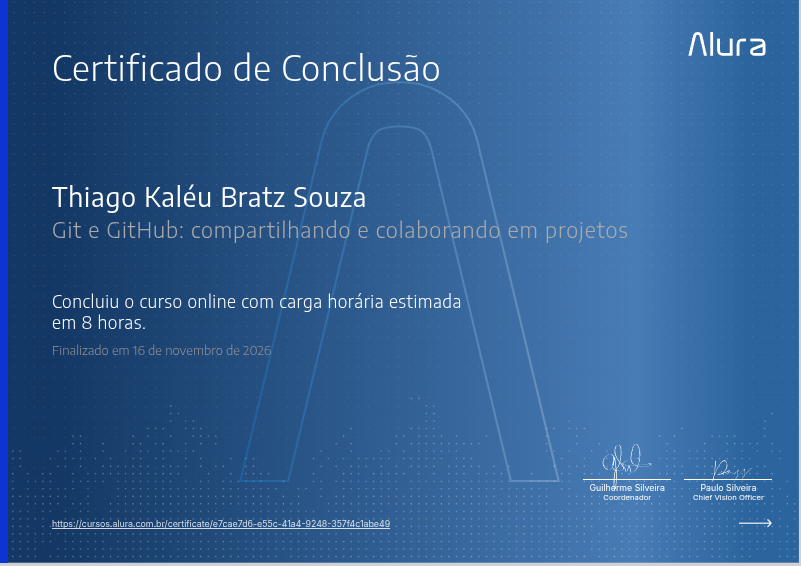 Alura
Certificado de Conclusão
Thiago Kaléu Bratz Souza
Git e GitHub: compartilhando e colaborando em projetos
Concluiu o curso online com carga horária estimada
em 8 horas.
Finalizado em 16 de novembro de 2026
Guilherme Silveira
Coordenador
Paulo Silveira
Chief Vision Officer
https://cursos.alura.com.br/certificate/e7cae7d6-e55c-41a4-9248-357f4c1abe49